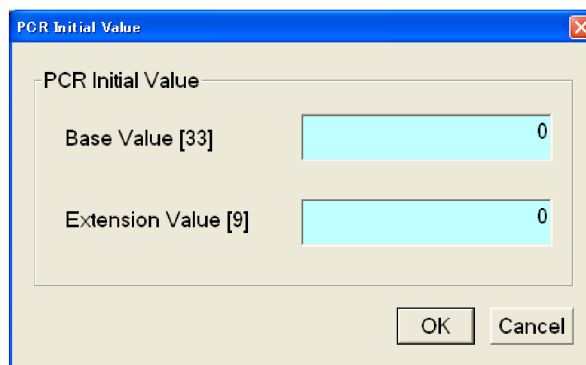 PCR Initial Value
PCR Initial Value
Base Value [33] 0
Extension Value [9] 0
OK Cancel